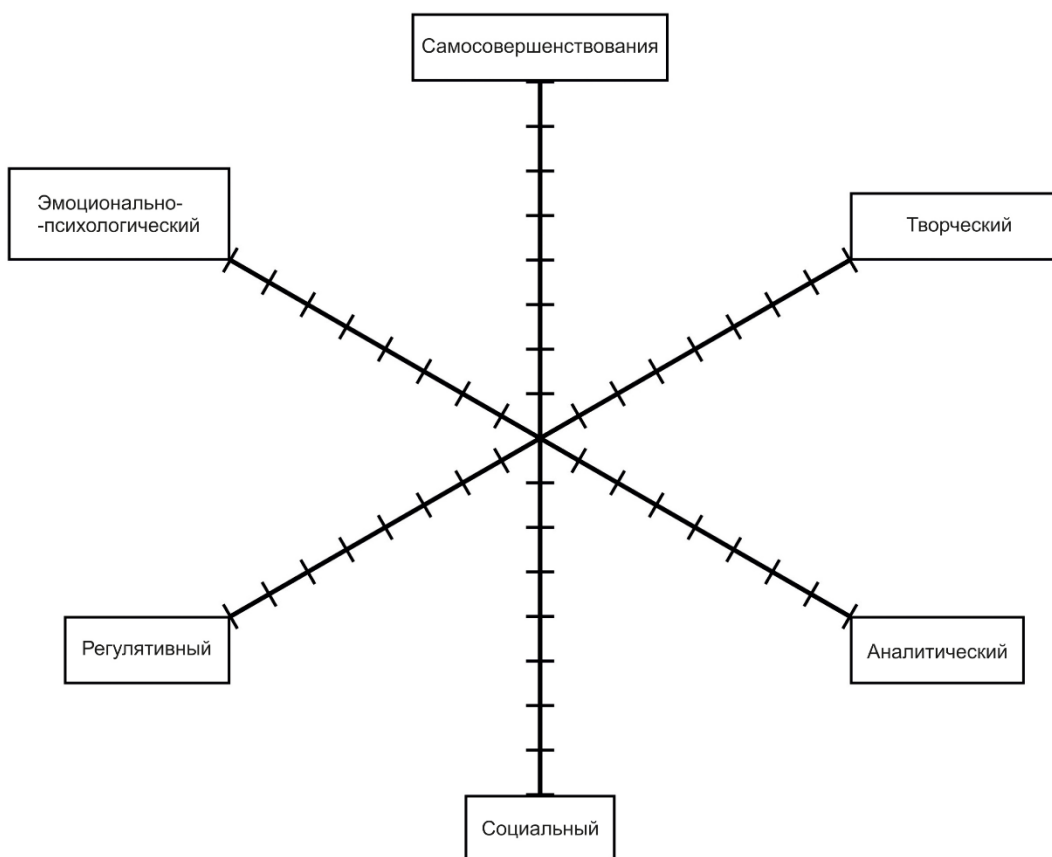 Самосовершенствования
Эмоционально-
-психологический
Творческий
Регулятивный
Аналитический
Социальный